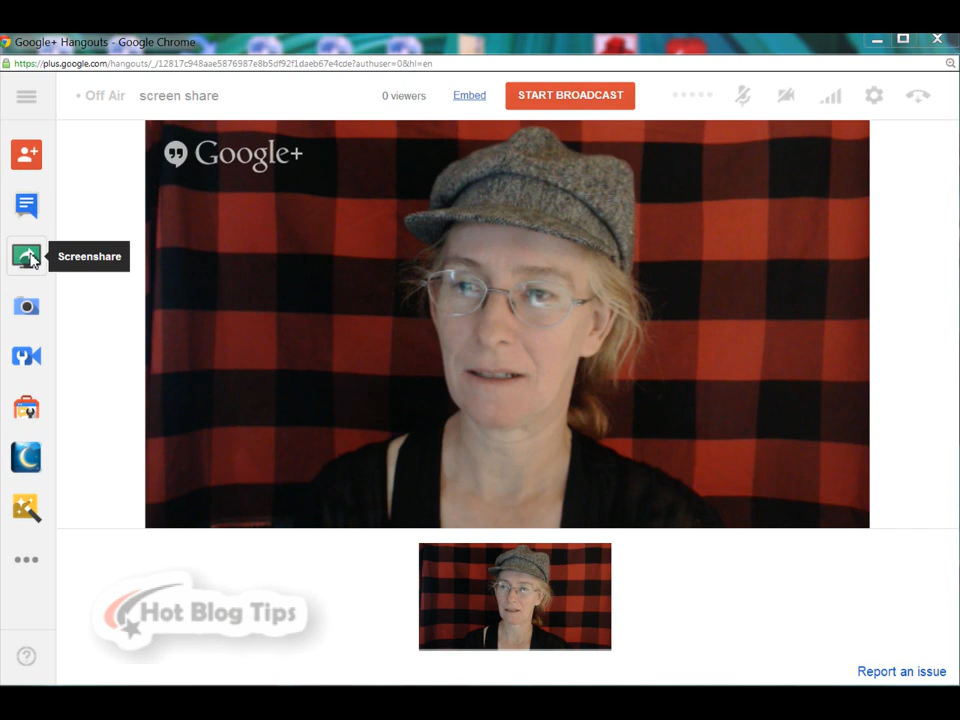 Google+ Hangouts - Google Chrome
https://plus.google.com/hangouts/_/12817c948aae5876987e8b5df92f1daeb67e4cde?authuser=0&hl=en
• Off Air screen share 0 viewers Embed START BROADCAST
Google+
Screenshare
Hot Blog Tips
Report an issue